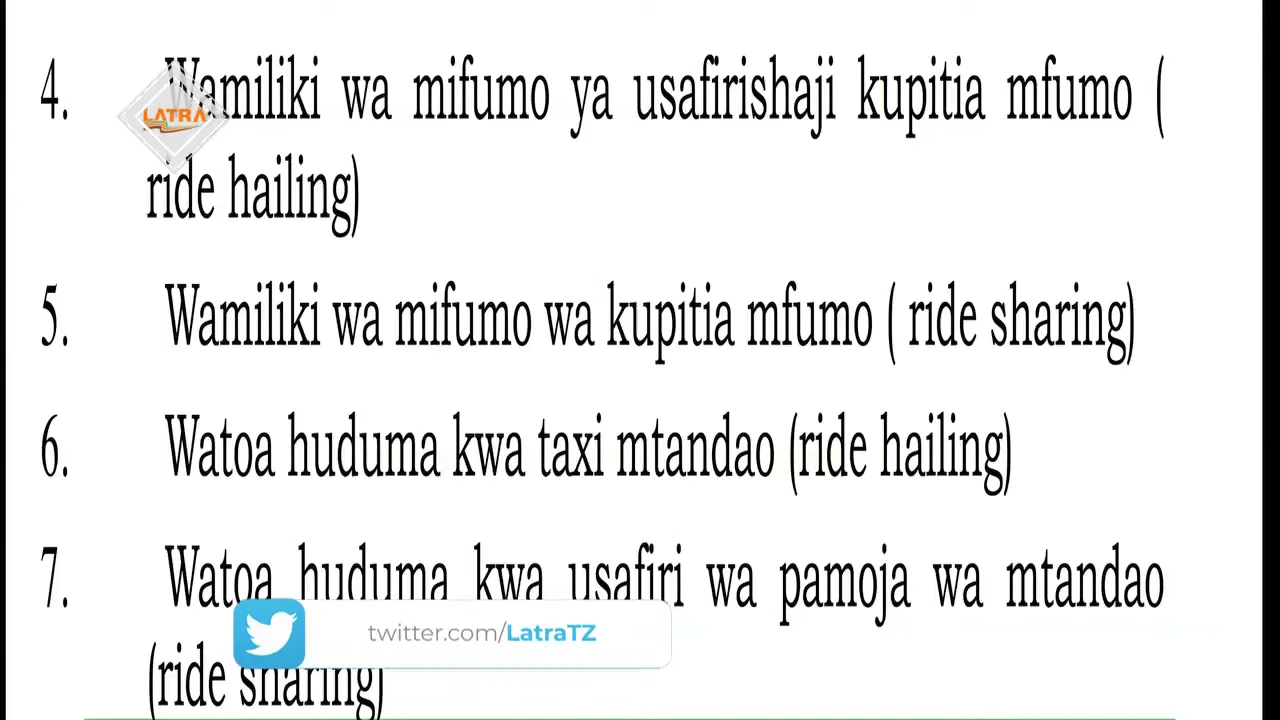 4. Wamiliki wa mifumo ya usafirishaji kupitia mfumo (
LATRA
ride hailing)
5. Wamiliki wa mifumo wa kupitia mfumo ( ride sharing)
6. Watoa huduma kwa taxi mtandao (ride hailing)
7. Watoa huduma kwa usafiri wa pamoja wa mtandao
twitter.com/LatraTZ
(ride sharing)